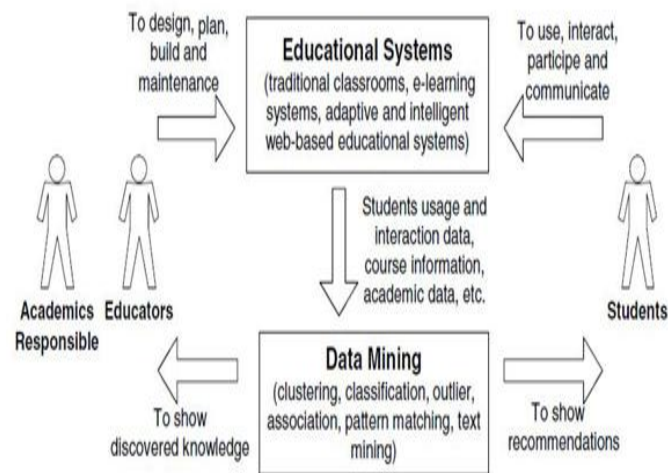 To design, plan,
build and
maintenance
Educational Systems
(traditional classrooms, e-learning
systems, adaptive and intelligent
web-based educational systems)
To use, interact,
participe and
communicate
Students usage and
interaction data,
course information,
academic data, etc.
Academics
Responsible
Educators
Students
Data Mining
(clustering, classification, outlier,
association, pattern matching, text
mining)
To show
discovered knowledge
To show
recommendations